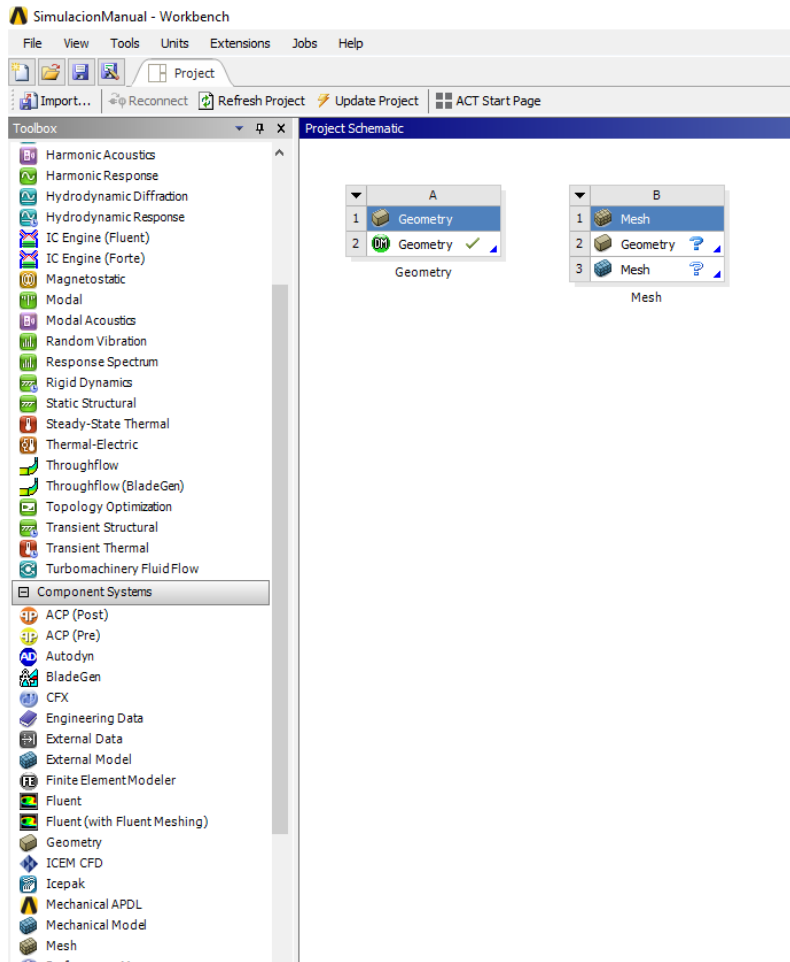 SimulacionManual - Workbench
File View Tools Units Extensions Jobs Help
Project
Import... Reconnect Refresh Project Update Project ACT Start Page
Toolbox
Harmonic Acoustics
Harmonic Response
Hydrodynamic Diffraction
Hydrodynamic Response
IC Engine (Fluent)
IC Engine (Forte)
Magnetostatic
Modal
Modal Acoustics
Random Vibration
Response Spectrum
Rigid Dynamics
Static Structural
Steady-State Thermal
Thermal-Electric
Throughflow
Throughflow (BladeGen)
Topology Optimization
Transient Structural
Transient Thermal
Turbomachinery Fluid Flow
Component Systems
ACP (Post)
ACP (Pre)
Autodyn
BladeGen
CFX
Engineering Data
External Data
External Model
Finite Element Modeler
Fluent
Fluent (with Fluent Meshing)
Geometry
ICEM CFD
Icepak
Mechanical APDL
Mechanical Model
Mesh
Project Schematic
A
1 Geometry
2 DM Geometry
Geometry
B
1 Mesh
2 Geometry ?
3 Mesh ?
Mesh